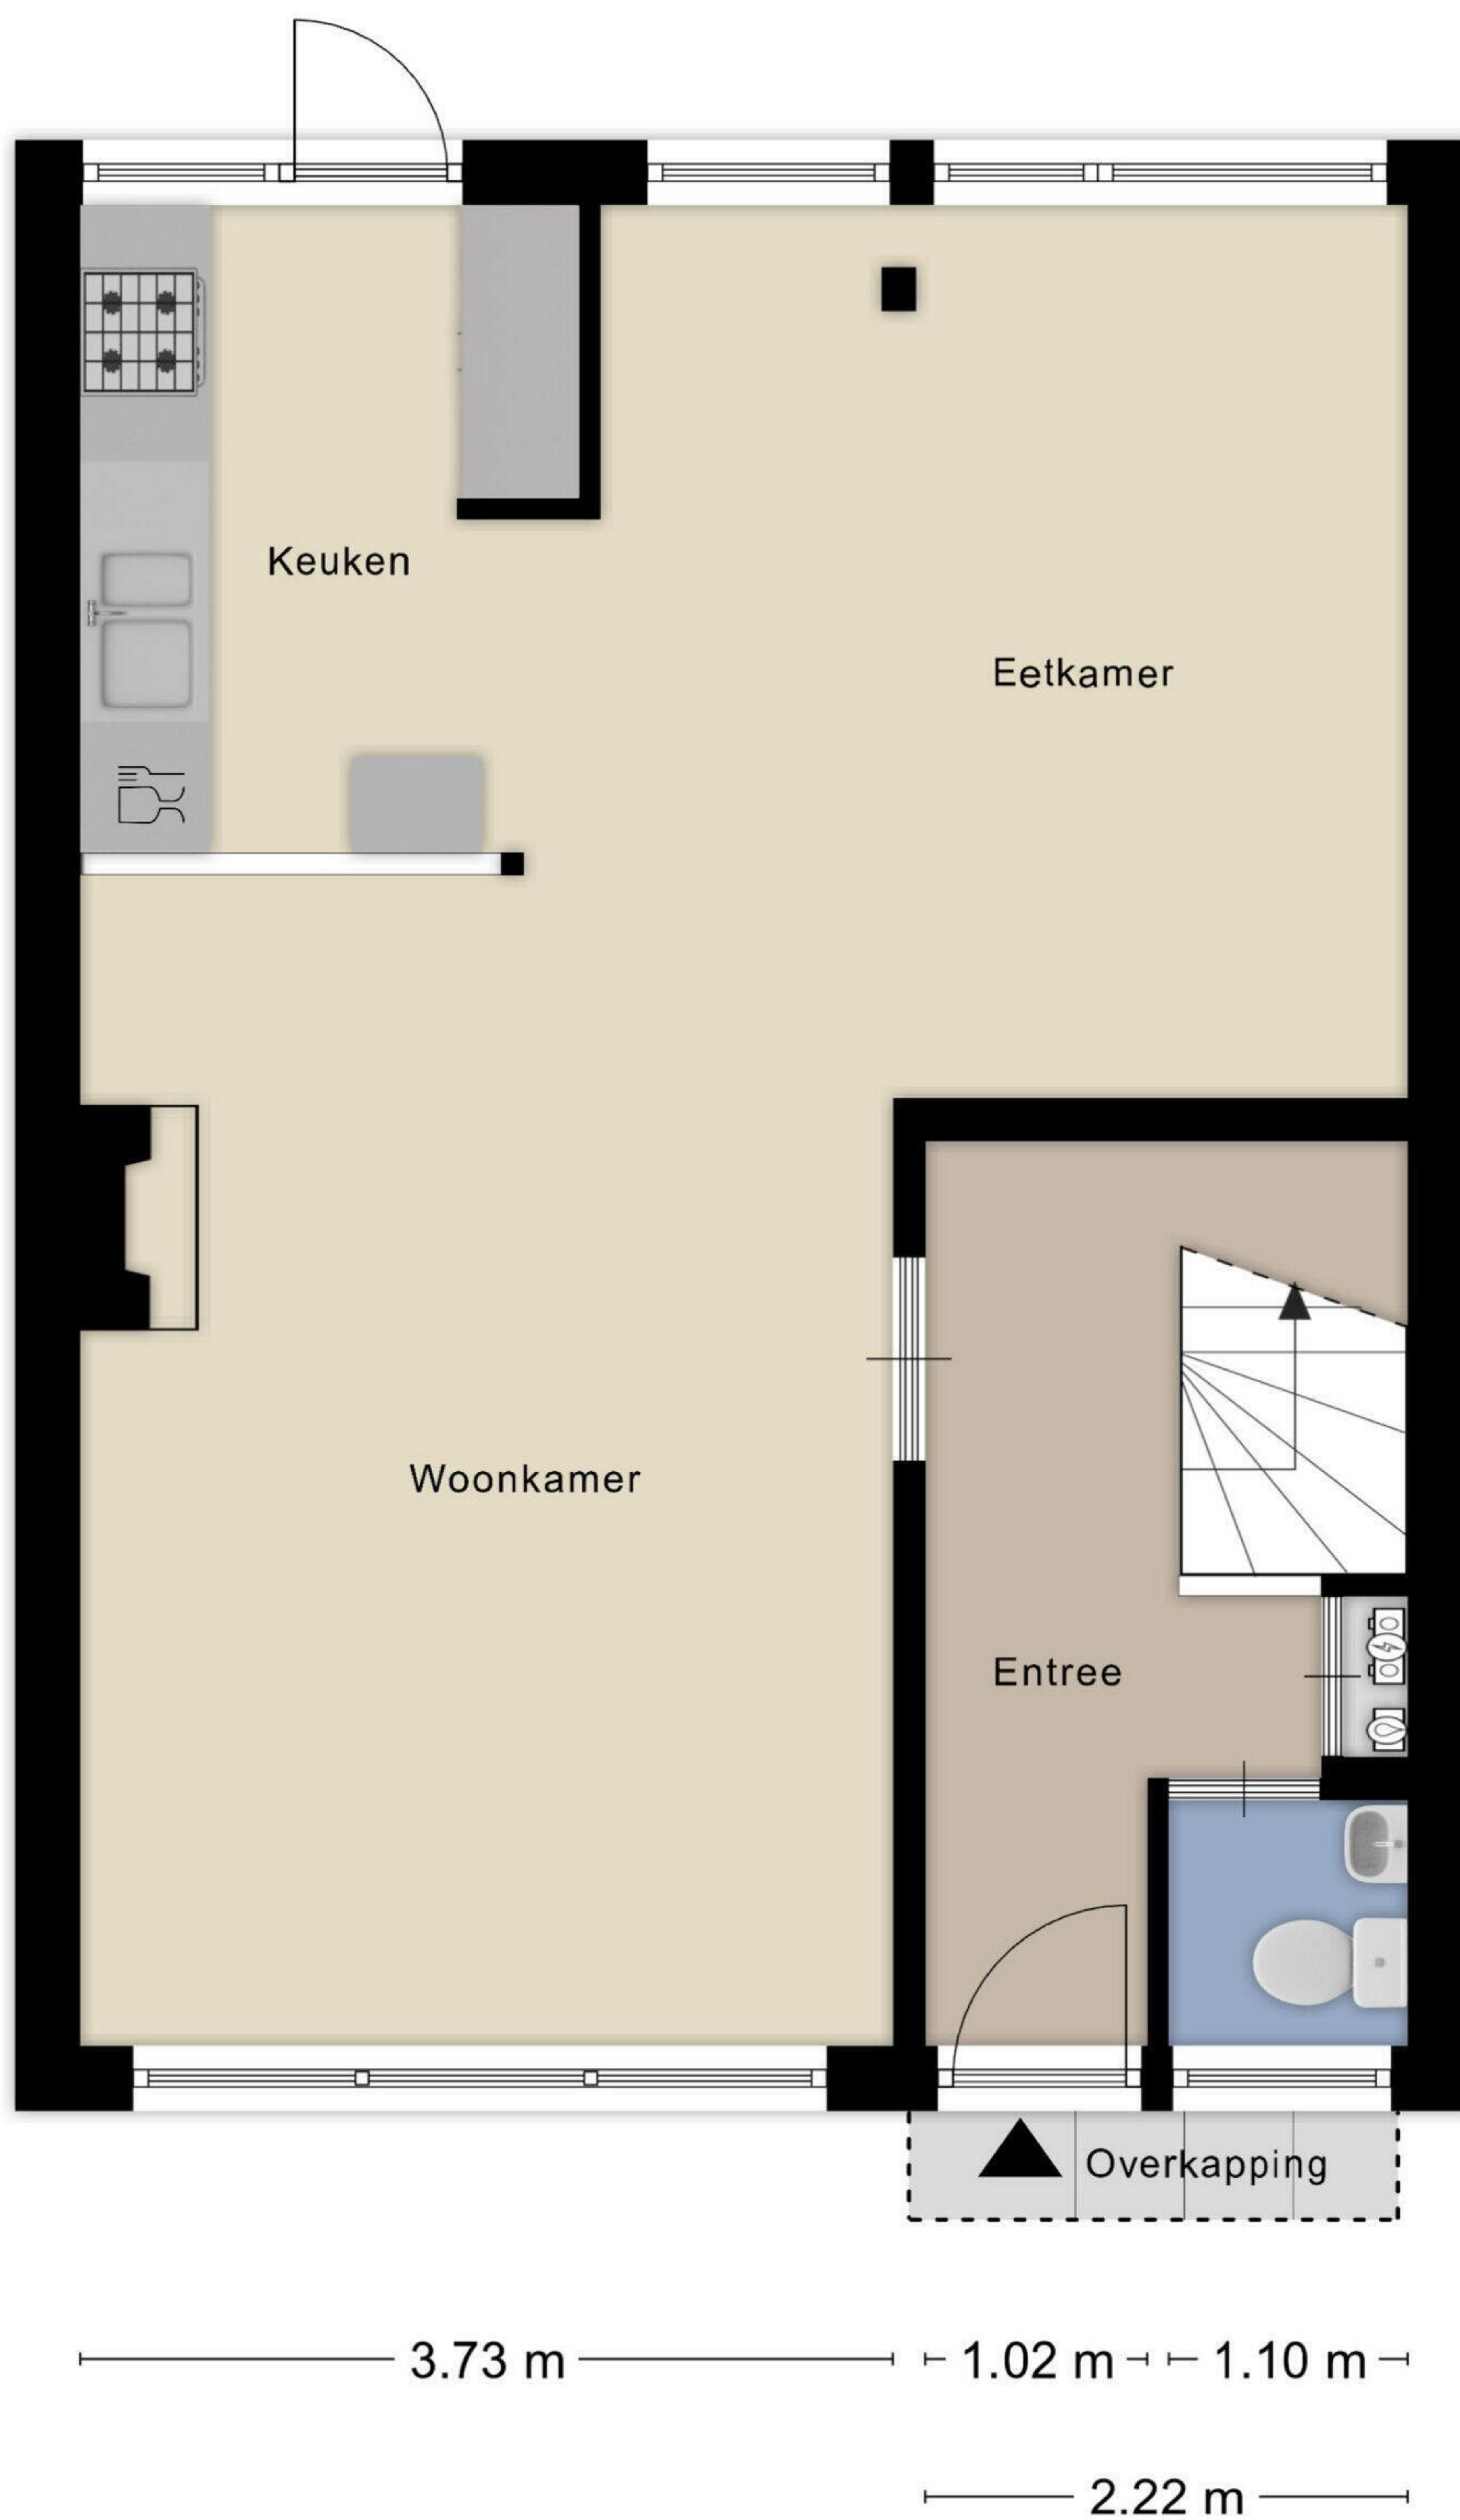 Keuken
Eetkamer
Woonkamer
Entree
Overkapping
3.73 m
1.02 m
1.10 m
2.22 m